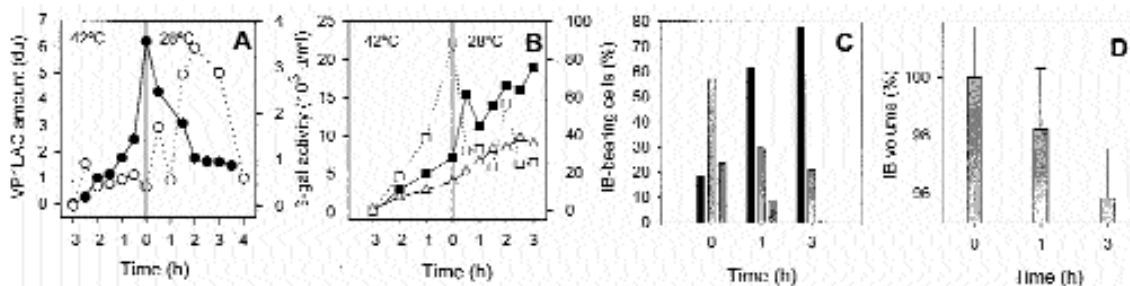 VP1LAC amount (du)
7
6
5
4
3
2
1
0
42ºC
28ºC
A
4
3
2
1
0
3 2 1 0 1 2 3 4
Time (h)
β-gal activity (10⁻³ u/ml)
25
20
15
10
5
0
42ºC
28ºC
B
100
80
60
40
20
0
3 2 1 0 1 2 3
Time (h)
IB-bearing cells (%)
80
70
60
50
40
30
20
10
0
C
0 1 3
Time (h)
IB volume (%)
100
98
96
D
0 1 3
Time (h)